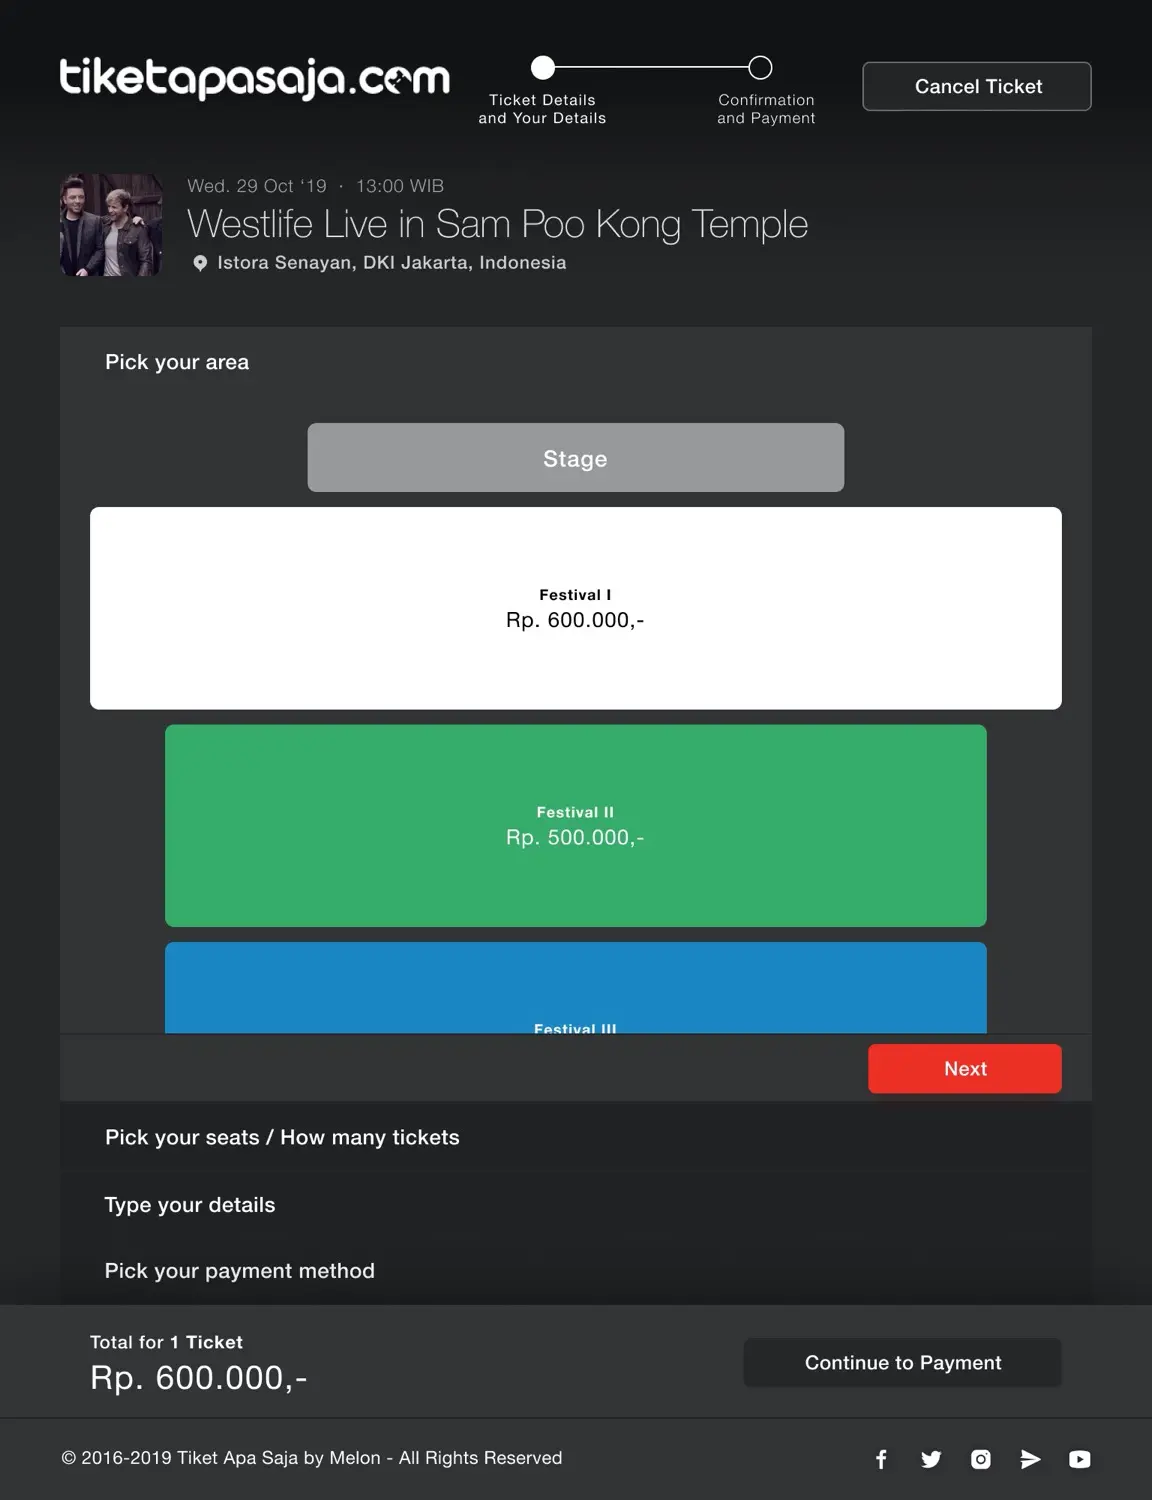 tiketapasaja.com
Ticket Details
and Your Details
Confirmation
and Payment
Cancel Ticket
Wed. 29 Oct ‘19 · 13:00 WIB
Westlife Live in Sam Poo Kong Temple
Istora Senayan, DKI Jakarta, Indonesia
Pick your area
Stage
Festival I
Rp. 600.000,-
Festival II
Rp. 500.000,-
Festival III
Next
Pick your seats / How many tickets
Type your details
Pick your payment method
Total for 1 Ticket
Rp. 600.000,-
Continue to Payment
© 2016-2019 Tiket Apa Saja by Melon - All Rights Reserved